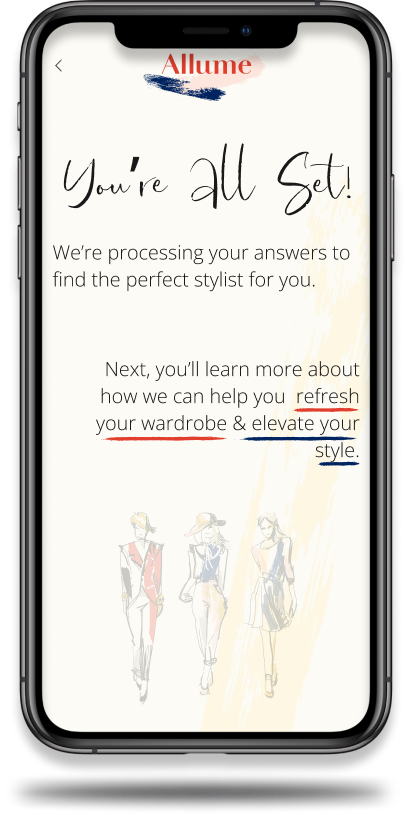 Allume
You're All Set!
We're processing your answers to
find the perfect stylist for you.
Next, you'll learn more about
how we can help you refresh
your wardrobe & elevate your
style.